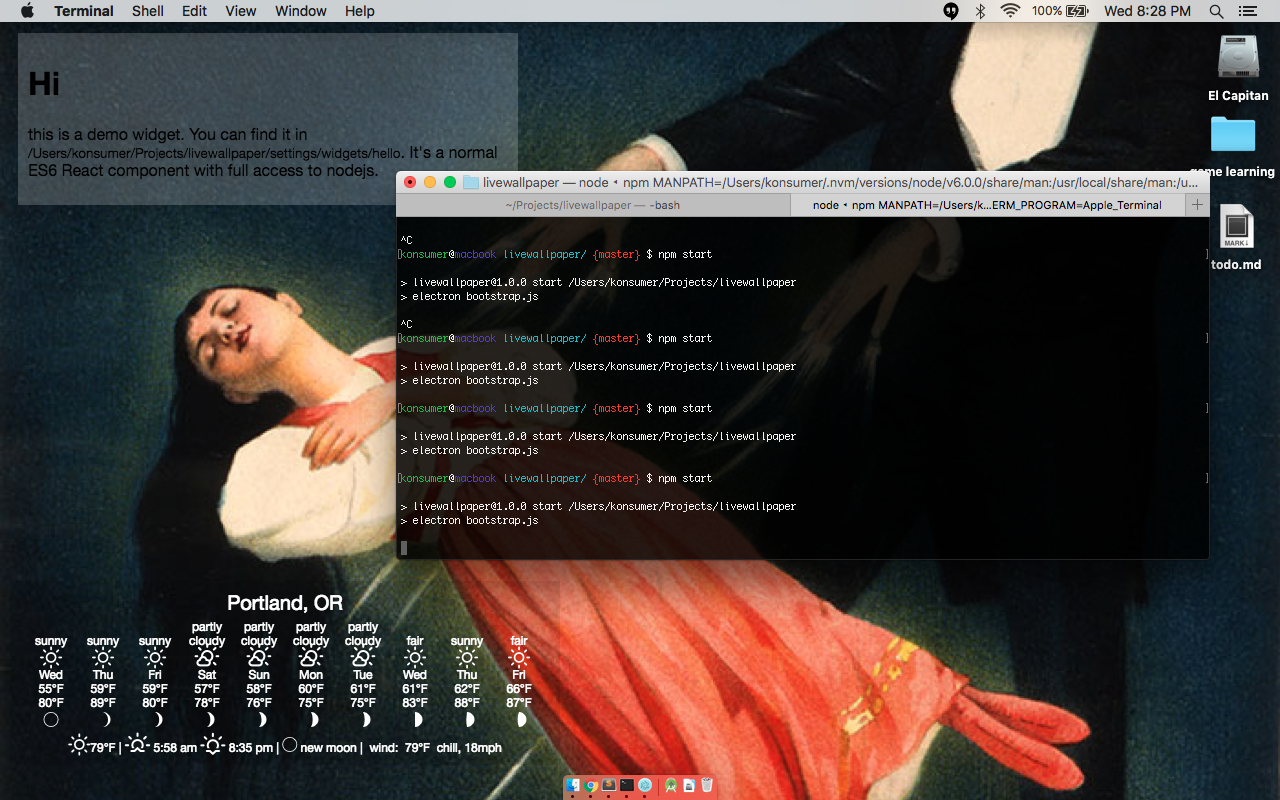 Terminal Shell Edit View Window Help
100% Wed 8:28 PM
Hi
this is a demo widget. You can find it in
/Users/konsumer/Projects/livewallpaper/settings/widgets/hello. It's a normal
ES6 React component with full access to nodejs.
El Capitan
game learning
MARK↓
todo.md
livewallpaper — node ◂ npm MANPATH=/Users/konsumer/.nvm/versions/node/v6.0.0/share/man:/usr/local/share/man:/u...
~/Projects/livewallpaper — -bash
node ◂ npm MANPATH=/Users/k...ERM_PROGRAM=Apple_Terminal
^C
[konsumer@macbook livewallpaper/ {master} $ npm start ]
> livewallpaper@1.0.0 start /Users/konsumer/Projects/livewallpaper
> electron bootstrap.js
^C
[konsumer@macbook livewallpaper/ {master} $ npm start ]
> livewallpaper@1.0.0 start /Users/konsumer/Projects/livewallpaper
> electron bootstrap.js
[konsumer@macbook livewallpaper/ {master} $ npm start ]
> livewallpaper@1.0.0 start /Users/konsumer/Projects/livewallpaper
> electron bootstrap.js
[konsumer@macbook livewallpaper/ {master} $ npm start ]
> livewallpaper@1.0.0 start /Users/konsumer/Projects/livewallpaper
> electron bootstrap.js
Portland, OR
partly partly partly partly
sunny sunny sunny cloudy cloudy cloudy cloudy fair sunny fair
Wed Thu Fri Sat Sun Mon Tue Wed Thu Fri
55°F 59°F 59°F 57°F 58°F 60°F 61°F 61°F 62°F 66°F
80°F 89°F 80°F 78°F 76°F 75°F 75°F 83°F 88°F 87°F
79°F | - 5:58 am - 8:35 pm | new moon | wind: 79°F chill, 18mph